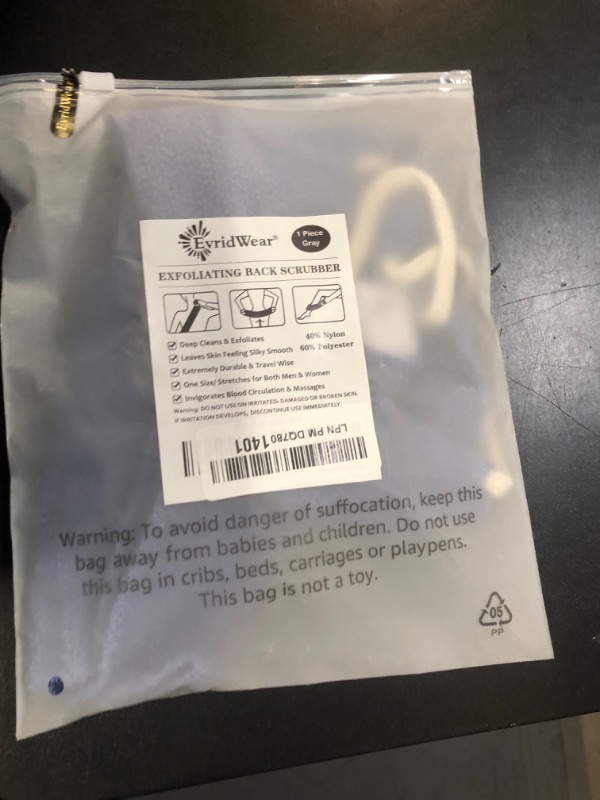 EvridWear
EvridWear®
1 Piece
Gray
EXFOLIATING BACK SCRUBBER
Deep Cleans & Exfoliates
Leaves Skin Feeling Silky Smooth
Extremely Durable & Travel Wise
One Size/ Stretches for Both Men & Women
Invigorates Blood Circulation & Massages
40% Nylon
60% Polyester
Warning: DO NOT USE ON IRRITATED, DAMAGED OR BROKEN SKIN.
IF IRRITATION DEVELOPS, DISCONTINUE USE IMMEDIATELY.
LPN PM DQ7801401
Warning: To avoid danger of suffocation, keep this
bag away from babies and children. Do not use
this bag in cribs, beds, carriages or playpens.
This bag is not a toy.
05
PP